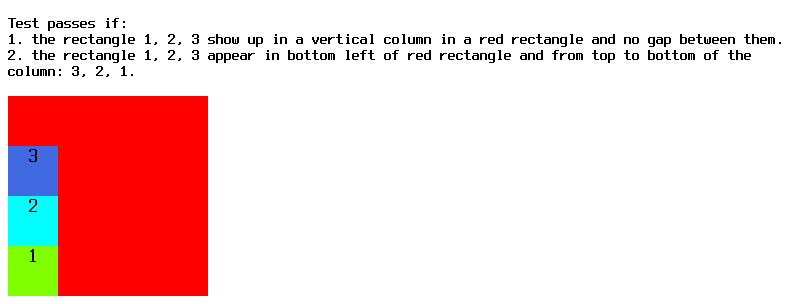 Test passes if:
1. the rectangle 1, 2, 3 show up in a vertical column in a red rectangle and no gap between them.
2. the rectangle 1, 2, 3 appear in bottom left of red rectangle and from top to bottom of the
column: 3, 2, 1.
3
2
1